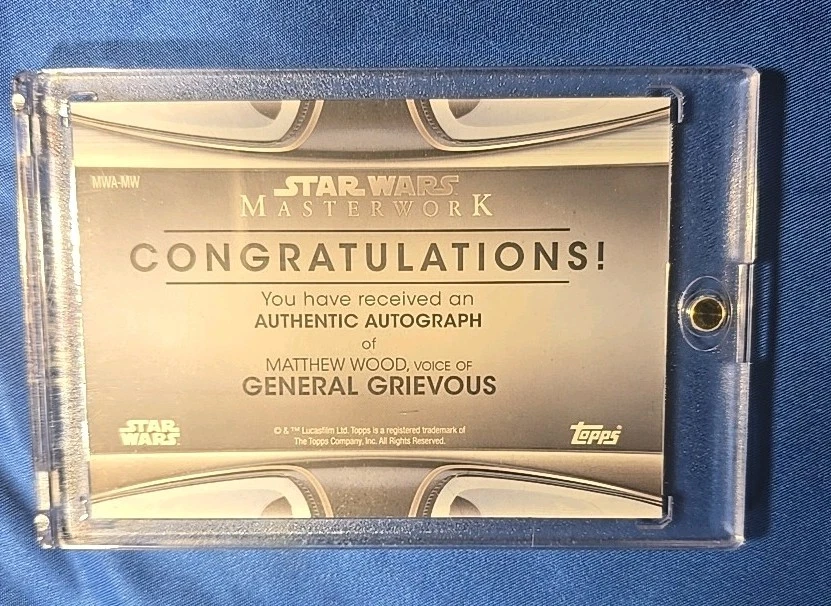 MWA-MW
STAR WARS
MASTERWORK
CONGRATULATIONS!
You have received an
AUTHENTIC AUTOGRAPH
of
MATTHEW WOOD, VOICE OF
GENERAL GRIEVOUS
STAR
WARS
© & ™ Lucasfilm Ltd. Topps is a registered trademark of
The Topps Company, Inc. All Rights Reserved.
topps®